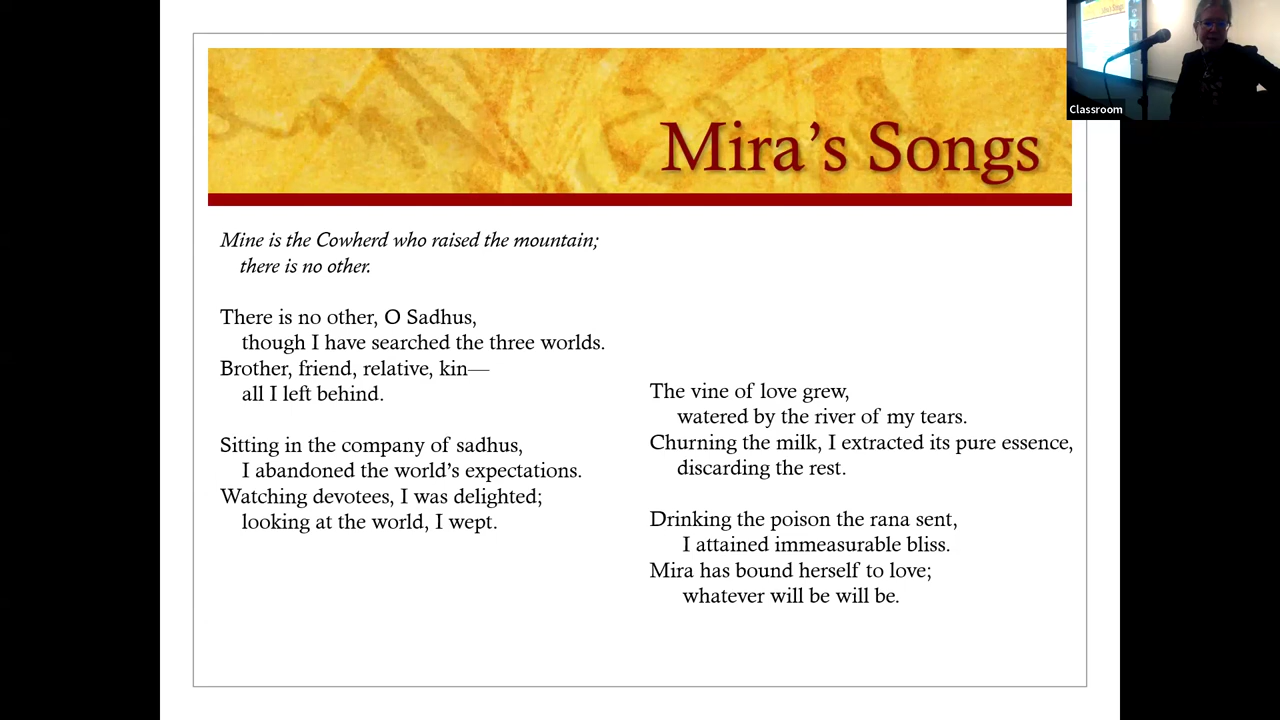 Mira's Songs
Classroom
Mine is the Cowherd who raised the mountain;
there is no other.
There is no other, O Sadhus,
though I have searched the three worlds.
Brother, friend, relative, kin—
all I left behind.
Sitting in the company of sadhus,
I abandoned the world's expectations.
Watching devotees, I was delighted;
looking at the world, I wept.
The vine of love grew,
watered by the river of my tears.
Churning the milk, I extracted its pure essence,
discarding the rest.
Drinking the poison the rana sent,
I attained immeasurable bliss.
Mira has bound herself to love;
whatever will be will be.